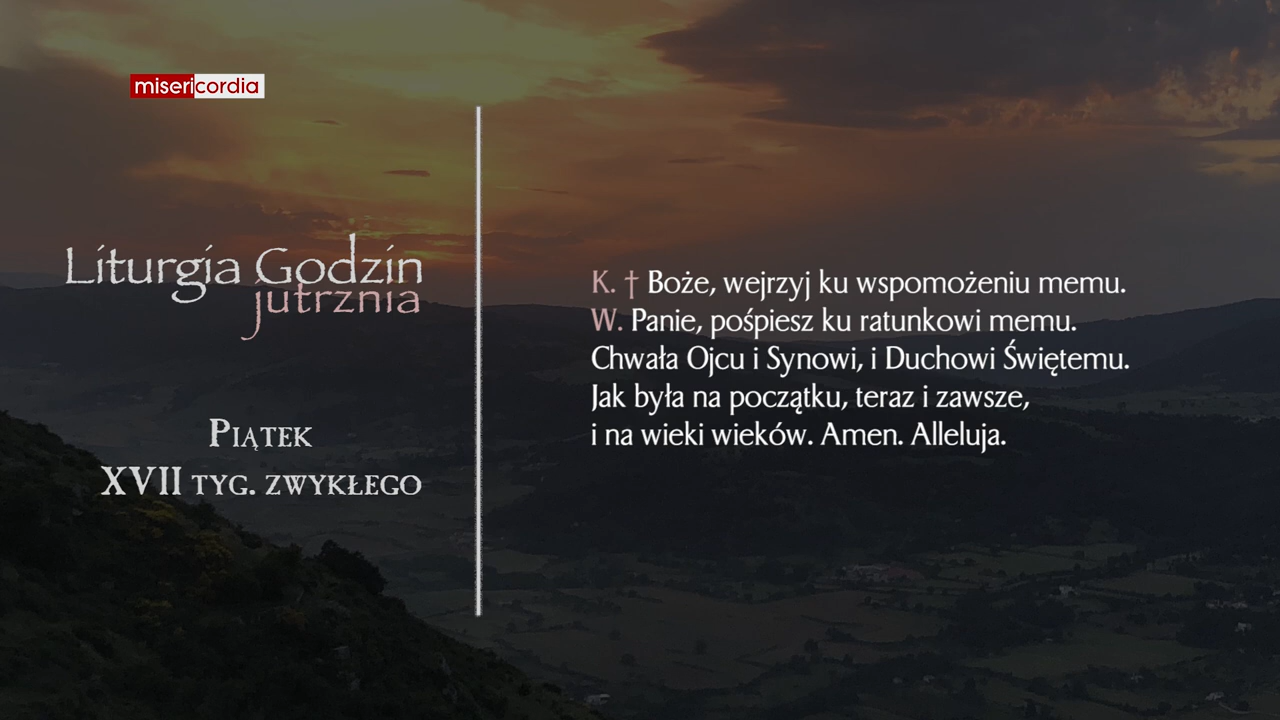 misericordia
Liturgia Godzin
jutrznia
Piątek
XVII tyg. zwykłego
K. † Boże, wejrzyj ku wspomożeniu memu.
W. Panie, pośpiesz ku ratunkowi memu.
Chwała Ojcu i Synowi, i Duchowi Świętemu.
Jak była na początku, teraz i zawsze,
i na wieki wieków. Amen. Alleluja.